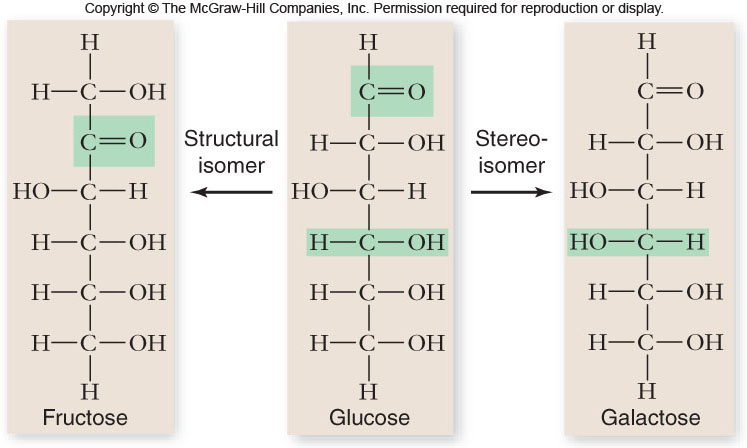 Copyright © The McGraw-Hill Companies, Inc. Permission required for reproduction or display.
H
H—C—OH
C=O
HO—C—H
H—C—OH
H—C—OH
H—C—OH
H
Fructose
Structural
isomer
H
C=O
H—C—OH
HO—C—H
H—C—OH
H—C—OH
H—C—OH
H
Glucose
Stereo-
isomer
H
C=O
H—C—OH
HO—C—H
HO—C—H
H—C—OH
H—C—OH
H
Galactose